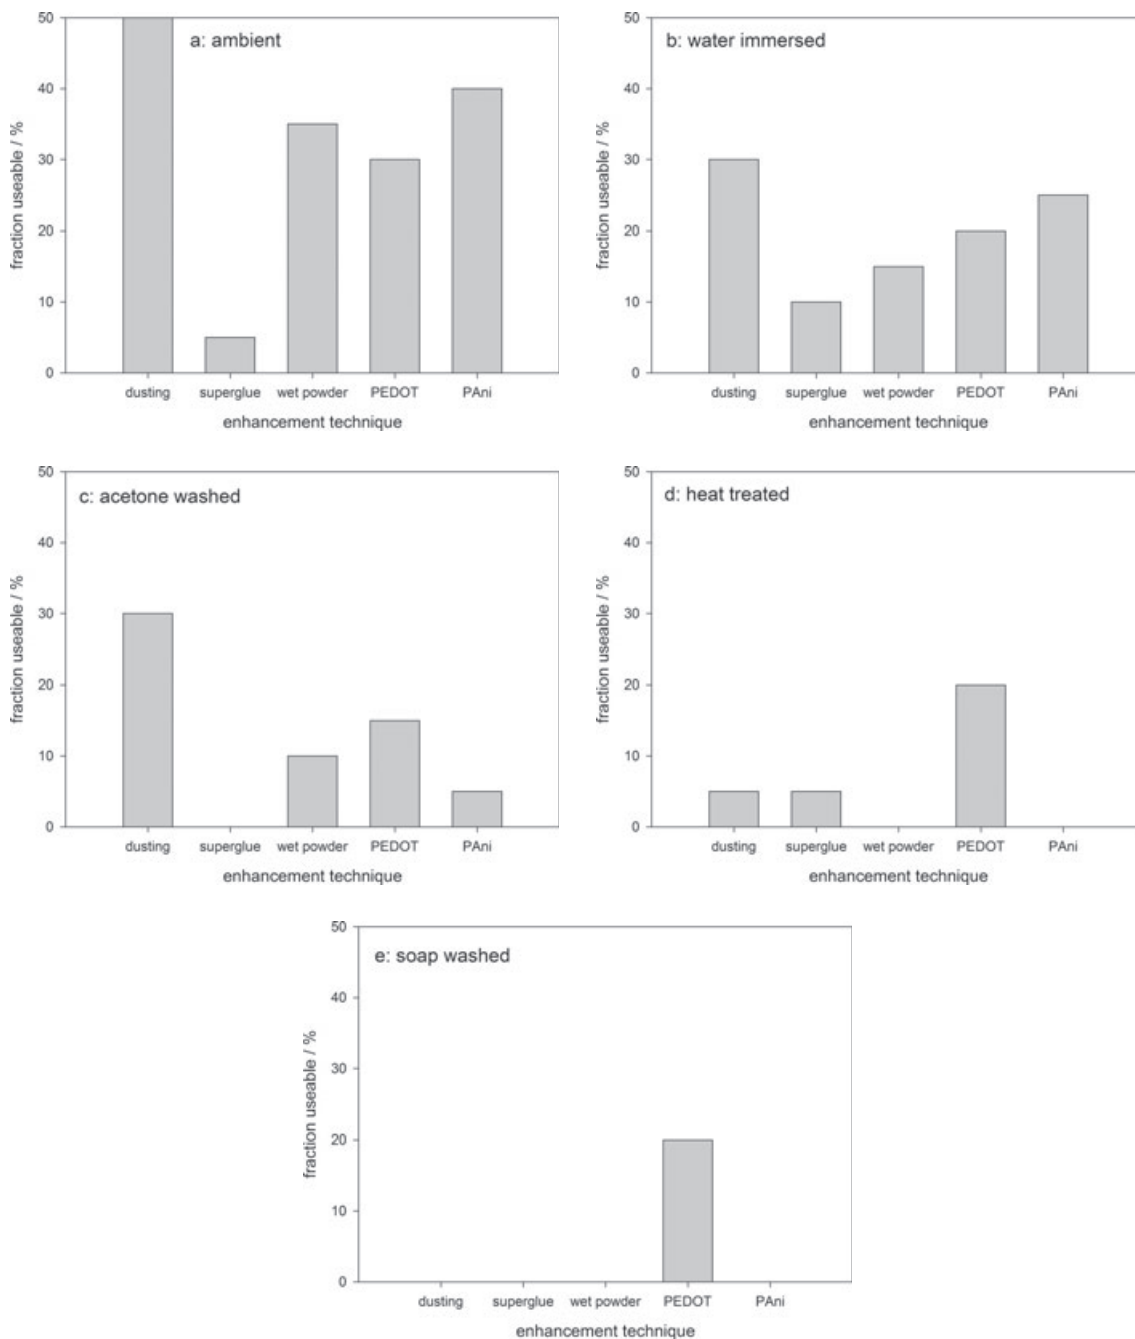 a: ambient
50
40
30
20
10
0
fraction useable / %
dusting superglue wet powder PEDOT PAni
enhancement technique
b: water immersed
50
40
30
20
10
0
fraction useable / %
dusting superglue wet powder PEDOT PAni
enhancement technique
c: acetone washed
50
40
30
20
10
0
fraction useable / %
dusting superglue wet powder PEDOT PAni
enhancement technique
d: heat treated
50
40
30
20
10
0
fraction useable / %
dusting superglue wet powder PEDOT PAni
enhancement technique
e: soap washed
50
40
30
20
10
0
fraction useable / %
dusting superglue wet powder PEDOT PAni
enhancement technique